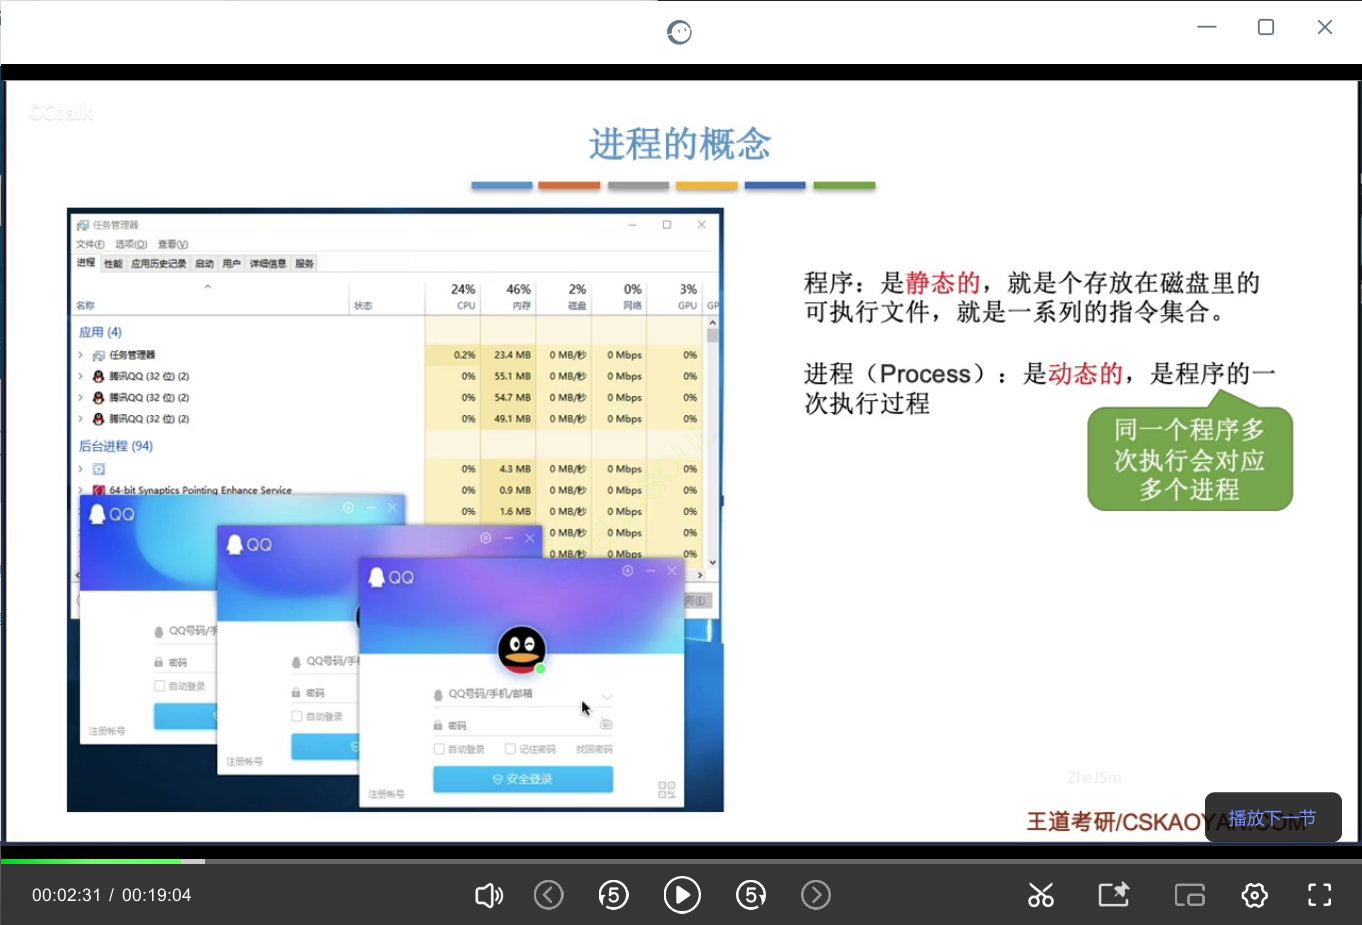 CCtalk
进程的概念
任务管理器
文件(F) 选项(O) 查看(V)
进程 性能 应用历史记录 启动 用户 详细信息 服务
24% 46% 2% 0% 3%
名称 状态 CPU 内存 磁盘 网络 GPU GP
应用 (4)
任务管理器 0.2% 23.4 MB 0 MB/秒 0 Mbps 0%
腾讯QQ (32 位) (2) 0% 55.1 MB 0 MB/秒 0 Mbps 0%
腾讯QQ (32 位) (2) 0% 54.7 MB 0 MB/秒 0 Mbps 0%
腾讯QQ (32 位) (2) 0% 49.1 MB 0 MB/秒 0 Mbps 0%
后台进程 (94)
0% 4.3 MB 0 MB/秒 0 Mbps 0%
64-bit Synaptics Pointing Enhance Service 0% 0.9 MB 0 MB/秒 0 Mbps 0%
0% 1.6 MB 0 MB/秒 0 Mbps 0%
0 MB/秒 0 Mbps 0%
0 MB/秒 0 Mbps 0%
务(E)
QQ
QQ号码/手
密码
自动登录
注册帐号
QQ
QQ号码/手机
密码
自动登录
注册帐号
QQ
QQ号码/手机/邮箱
密码
自动登录 记住密码 找回密码
安全登录
注册帐号
程序：是静态的，就是个存放在磁盘里的
可执行文件，就是一系列的指令集合。
进程（Process）：是动态的，是程序的一
次执行过程
同一个程序多
次执行会对应
多个进程
ZheJSm
王道考研/CSKAOYAN.COM
播放下一节
00:02:31 / 00:19:04
5 5